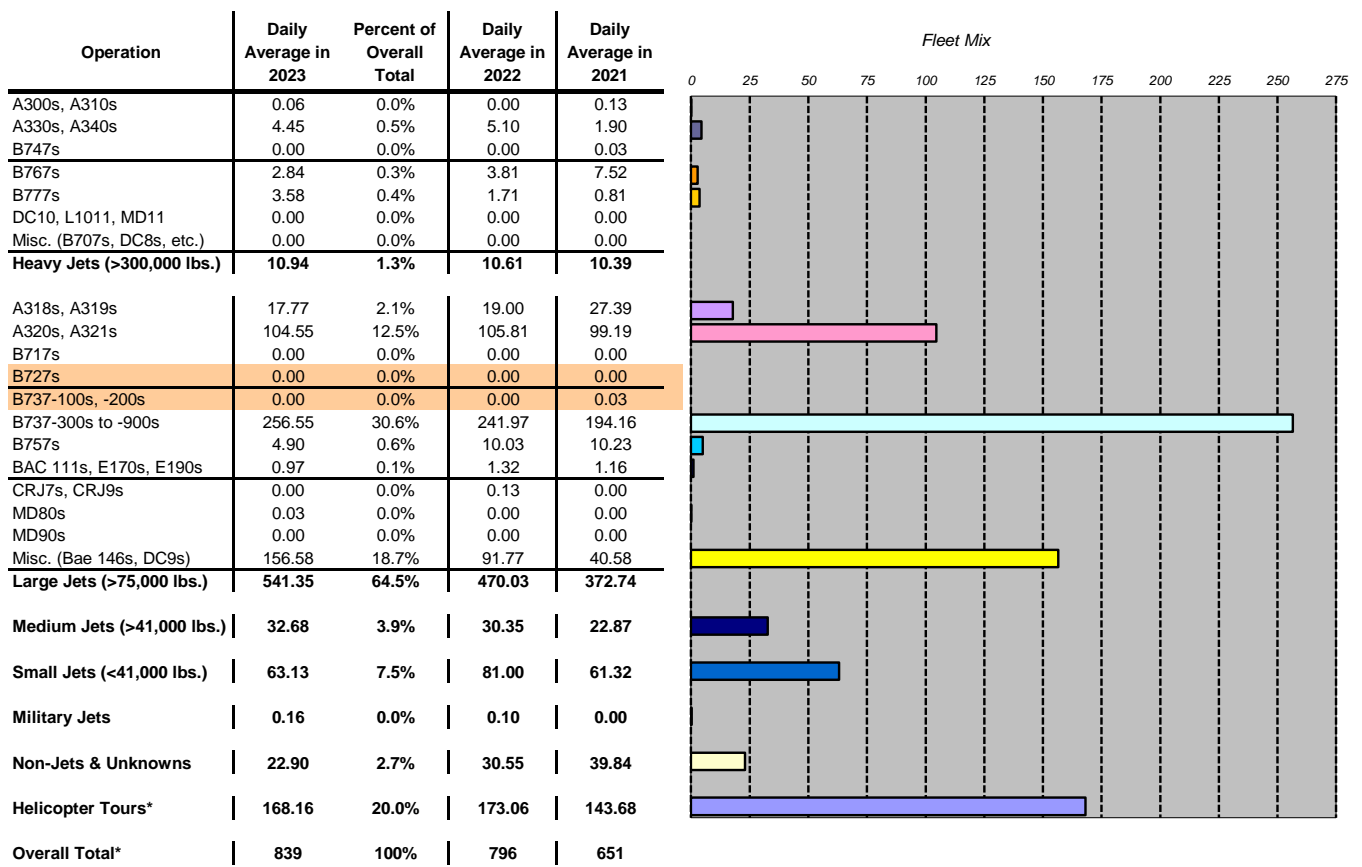 Operation Daily Average in 2023 Percent of Overall Total Daily Average in 2022 Daily Average in 2021
Fleet Mix
0 25 50 75 100 125 150 175 200 225 250 275
A300s, A310s 0.06 0.0% 0.00 0.13
A330s, A340s 4.45 0.5% 5.10 1.90
B747s 0.00 0.0% 0.00 0.03
B767s 2.84 0.3% 3.81 7.52
B777s 3.58 0.4% 1.71 0.81
DC10, L1011, MD11 0.00 0.0% 0.00 0.00
Misc. (B707s, DC8s, etc.) 0.00 0.0% 0.00 0.00
Heavy Jets (>300,000 lbs.) 10.94 1.3% 10.61 10.39
A318s, A319s 17.77 2.1% 19.00 27.39
A320s, A321s 104.55 12.5% 105.81 99.19
B717s 0.00 0.0% 0.00 0.00
B727s 0.00 0.0% 0.00 0.00
B737-100s, -200s 0.00 0.0% 0.00 0.03
B737-300s to -900s 256.55 30.6% 241.97 194.16
B757s 4.90 0.6% 10.03 10.23
BAC 111s, E170s, E190s 0.97 0.1% 1.32 1.16
CRJ7s, CRJ9s 0.00 0.0% 0.13 0.00
MD80s 0.03 0.0% 0.00 0.00
MD90s 0.00 0.0% 0.00 0.00
Misc. (Bae 146s, DC9s) 156.58 18.7% 91.77 40.58
Large Jets (>75,000 lbs.) 541.35 64.5% 470.03 372.74
Medium Jets (>41,000 lbs.) 32.68 3.9% 30.35 22.87
Small Jets (<41,000 lbs.) 63.13 7.5% 81.00 61.32
Military Jets 0.16 0.0% 0.10 0.00
Non-Jets & Unknowns 22.90 2.7% 30.55 39.84
Helicopter Tours* 168.16 20.0% 173.06 143.68
Overall Total* 839 100% 796 651